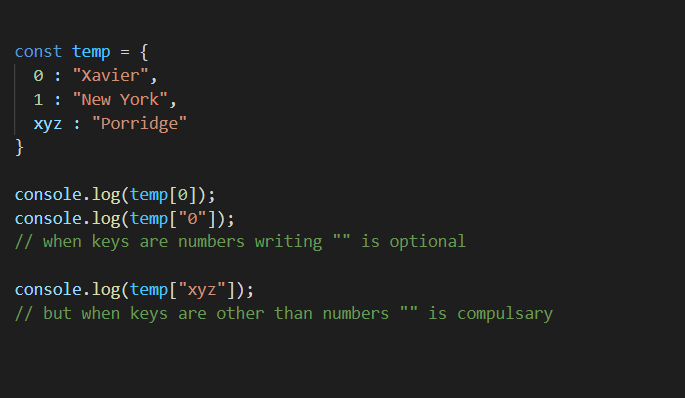 const temp = {
0 : "Xavier",
1 : "New York",
xyz : "Porridge"
}
console.log(temp[0]);
console.log(temp["0"]);
// when keys are numbers writing "" is optional
console.log(temp["xyz"]);
// but when keys are other than numbers "" is compulsary